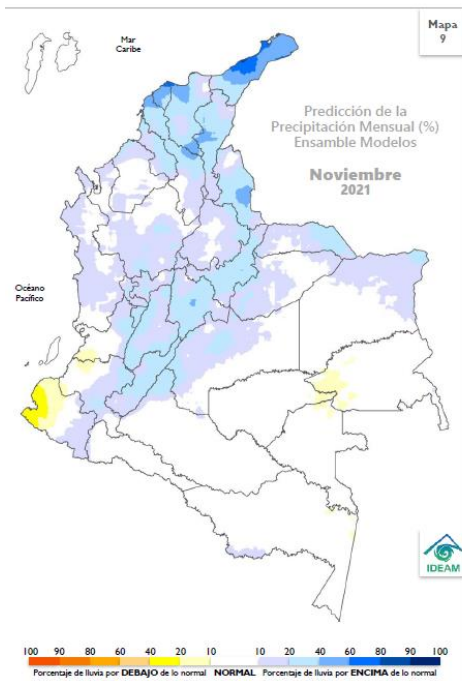 Mar
Caribe
Mapa
9
Predicción de la
Precipitación Mensual (%)
Ensamble Modelos
Noviembre
2021
Océano
Pacífico
IDEAM
100 90 80 60 40 20 10 10 20 40 60 80 90 100
Porcentaje de lluvia por DEBAJO de lo normal NORMAL Porcentaje de lluvia por ENCIMA de lo normal